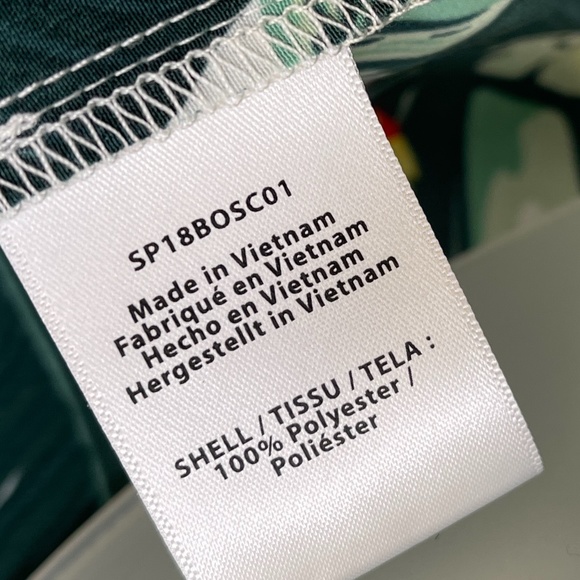 SP18BOSC01
Made in Vietnam
Fabriqué en Vietnam
Hecho en Vietnam
Hergestellt in Vietnam
SHELL / TISSU / TELA :
100% Polyester /
Poliéster